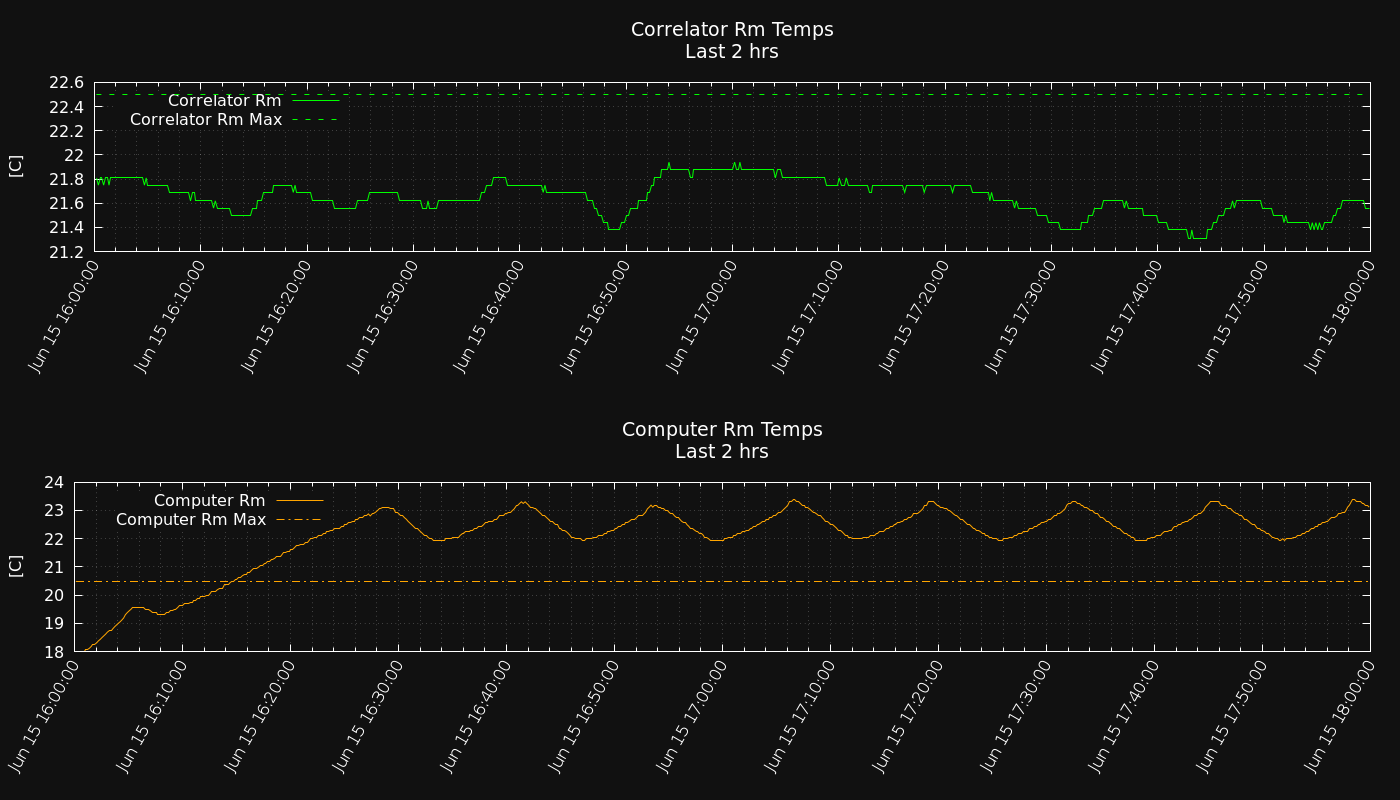 Correlator Rm Temps
Last 2 hrs
22.6
22.4
22.2
22
21.8
21.6
21.4
21.2
[C]
Correlator Rm
Correlator Rm Max
Jun 15 16:00:00
Jun 15 16:10:00
Jun 15 16:20:00
Jun 15 16:30:00
Jun 15 16:40:00
Jun 15 16:50:00
Jun 15 17:00:00
Jun 15 17:10:00
Jun 15 17:20:00
Jun 15 17:30:00
Jun 15 17:40:00
Jun 15 17:50:00
Jun 15 18:00:00
Computer Rm Temps
Last 2 hrs
24
23
22
21
20
19
18
[C]
Computer Rm
Computer Rm Max
Jun 15 16:00:00
Jun 15 16:10:00
Jun 15 16:20:00
Jun 15 16:30:00
Jun 15 16:40:00
Jun 15 16:50:00
Jun 15 17:00:00
Jun 15 17:10:00
Jun 15 17:20:00
Jun 15 17:30:00
Jun 15 17:40:00
Jun 15 17:50:00
Jun 15 18:00:00